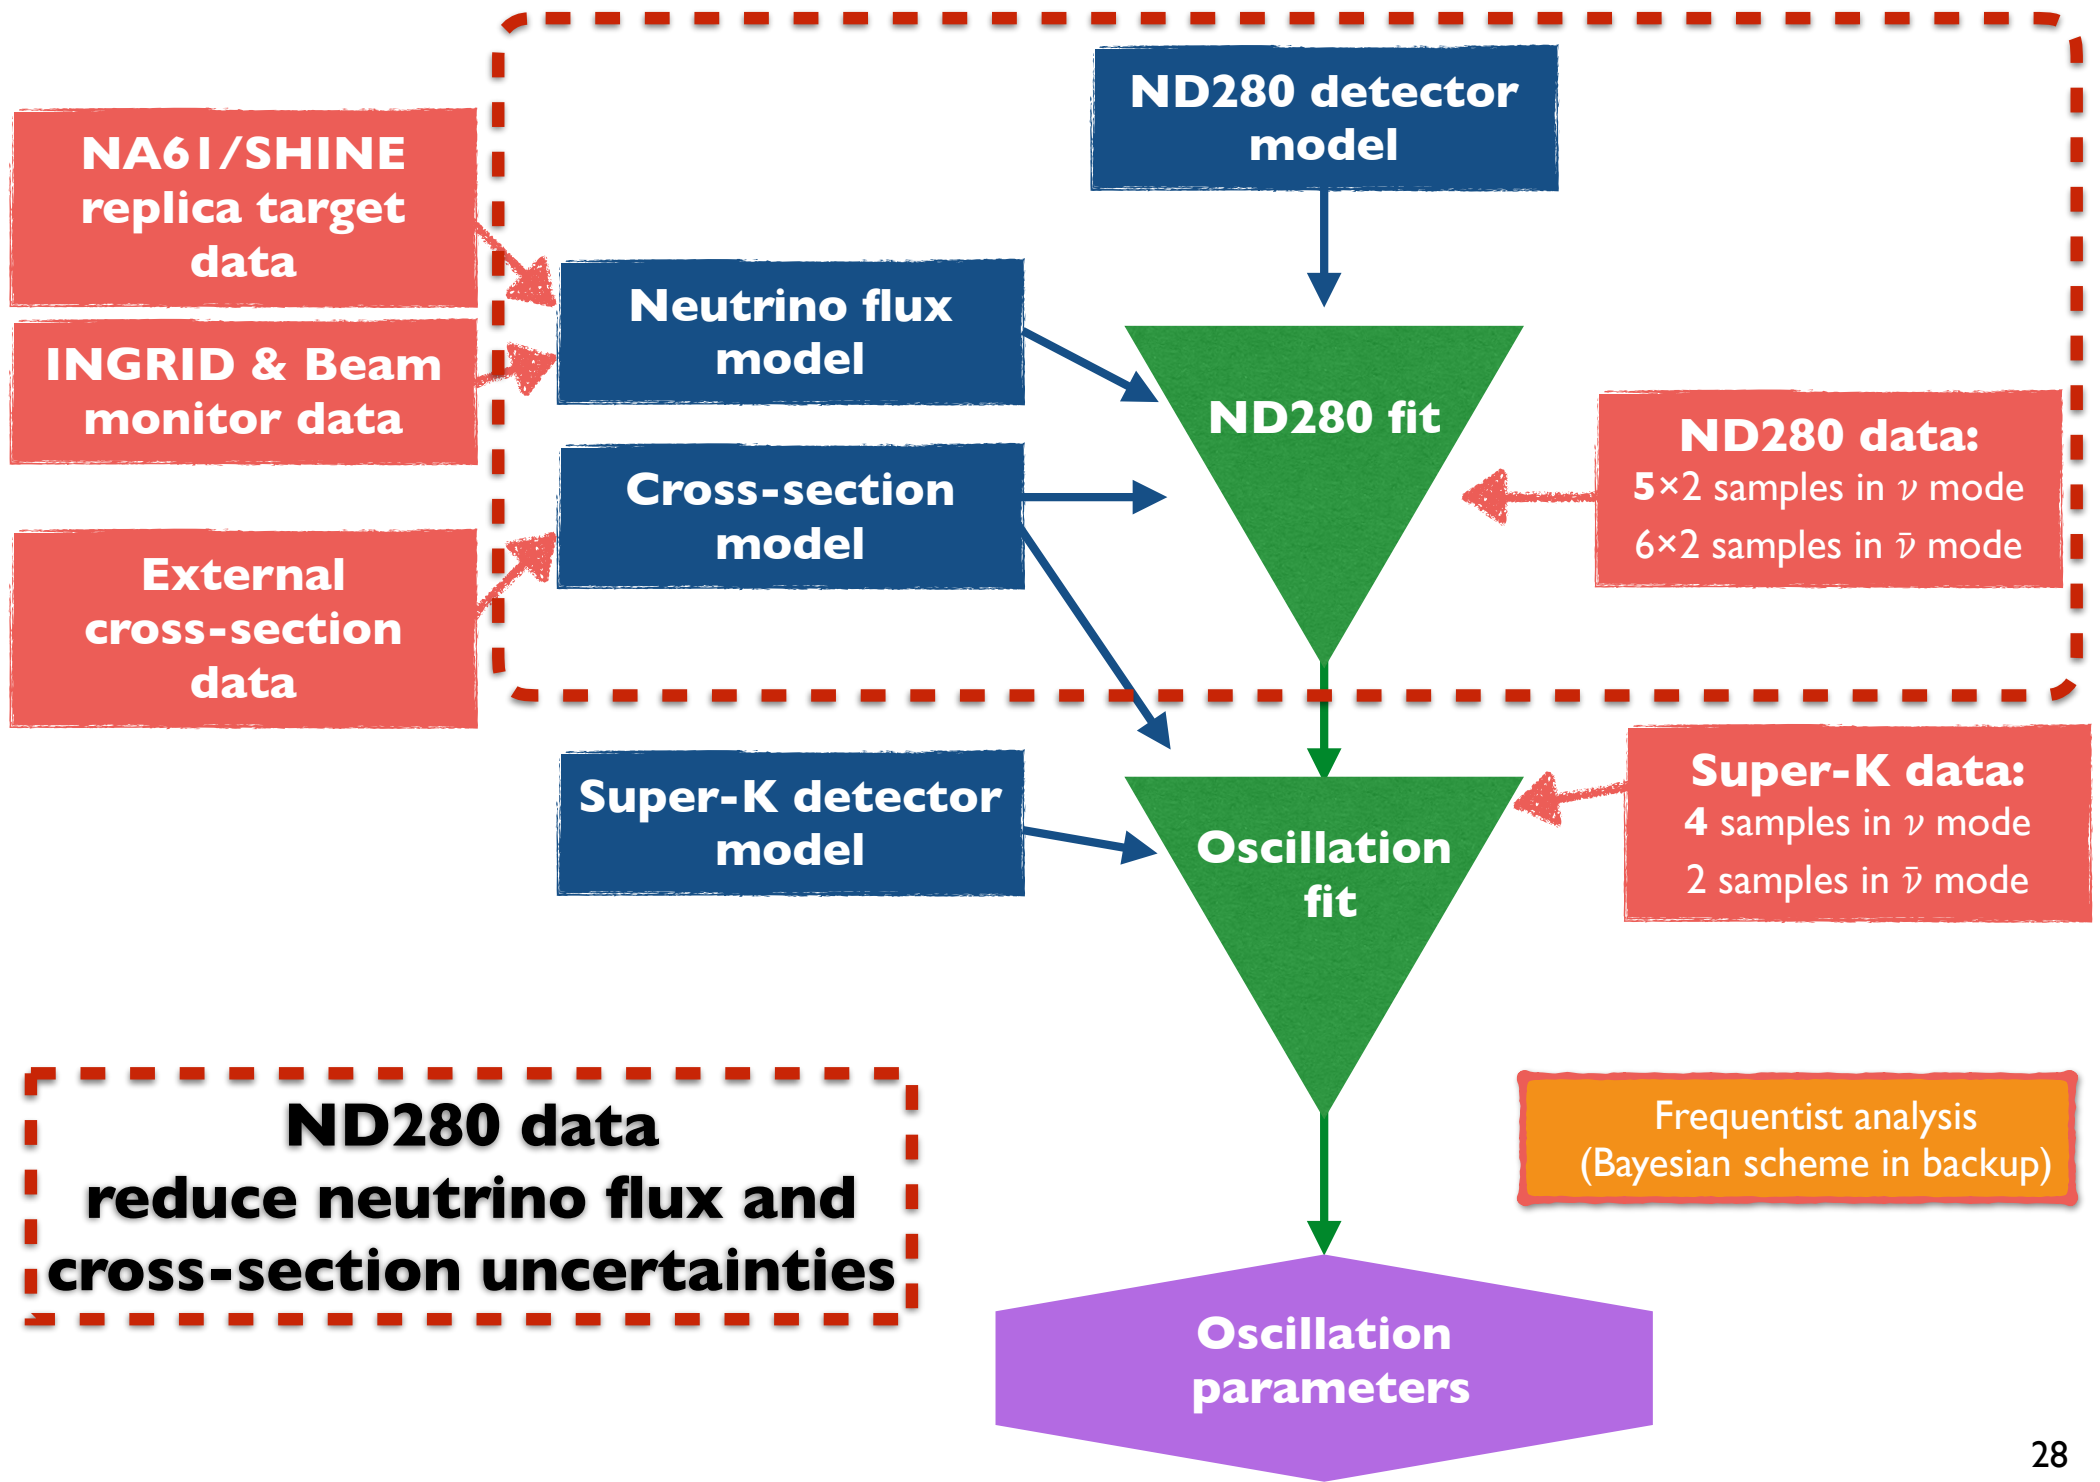 ND280 detector
model
NA61/SHINE
replica target
data
Neutrino flux
model
INGRID & Beam
monitor data
ND280 fit
ND280 data:
5×2 samples in ν mode
6×2 samples in ν̄ mode
Cross-section
model
External
cross-section
data
Super-K detector
model
Super-K data:
4 samples in ν mode
2 samples in ν̄ mode
Oscillation
fit
ND280 data
reduce neutrino flux and
cross-section uncertainties
Frequentist analysis
(Bayesian scheme in backup)
Oscillation
parameters
28